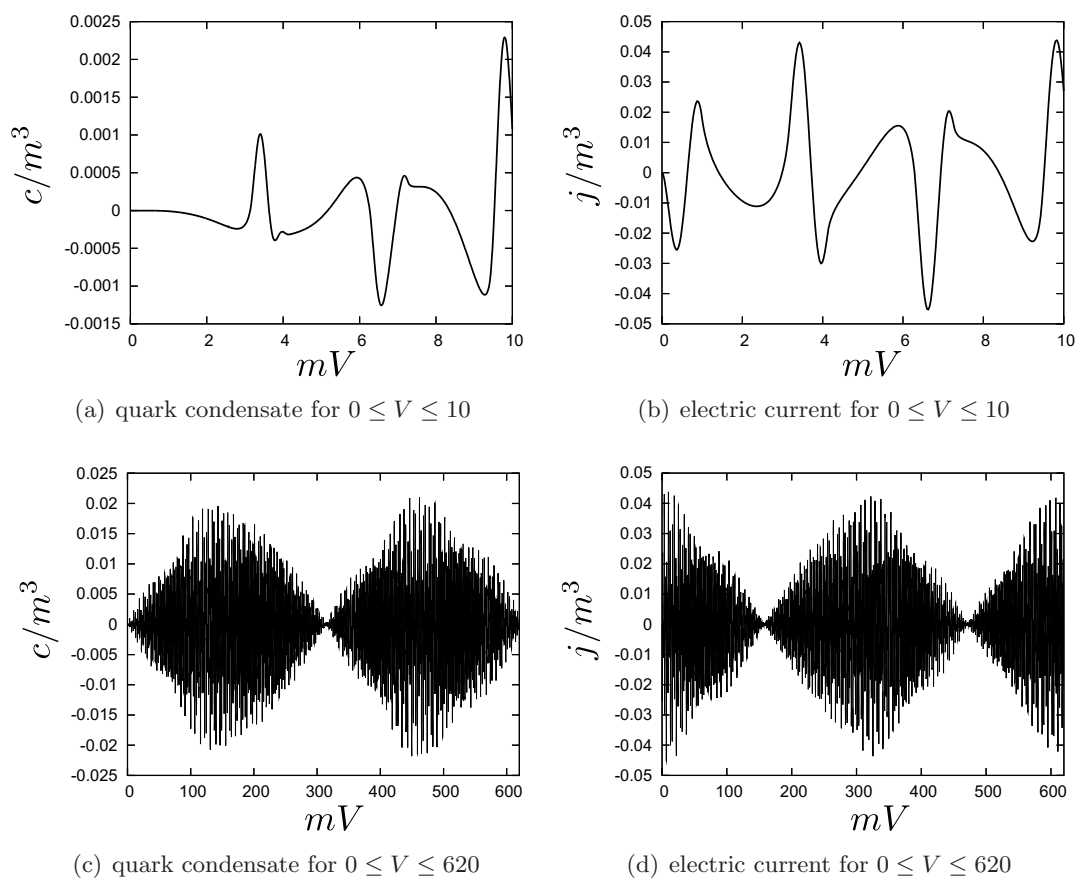 0.0025
0.002
0.0015
0.001
0.0005
0
-0.0005
-0.001
-0.0015
c/m³
0 2 4 6 8 10
mV
(a) quark condensate for 0 ≤ V ≤ 10
0.05
0.04
0.03
0.02
0.01
0
-0.01
-0.02
-0.03
-0.04
-0.05
j/m³
0 2 4 6 8 10
mV
(b) electric current for 0 ≤ V ≤ 10
0.025
0.02
0.015
0.01
0.005
0
-0.005
-0.01
-0.015
-0.02
-0.025
c/m³
0 100 200 300 400 500 600
mV
(c) quark condensate for 0 ≤ V ≤ 620
0.05
0.04
0.03
0.02
0.01
0
-0.01
-0.02
-0.03
-0.04
-0.05
j/m³
0 100 200 300 400 500 600
mV
(d) electric current for 0 ≤ V ≤ 620